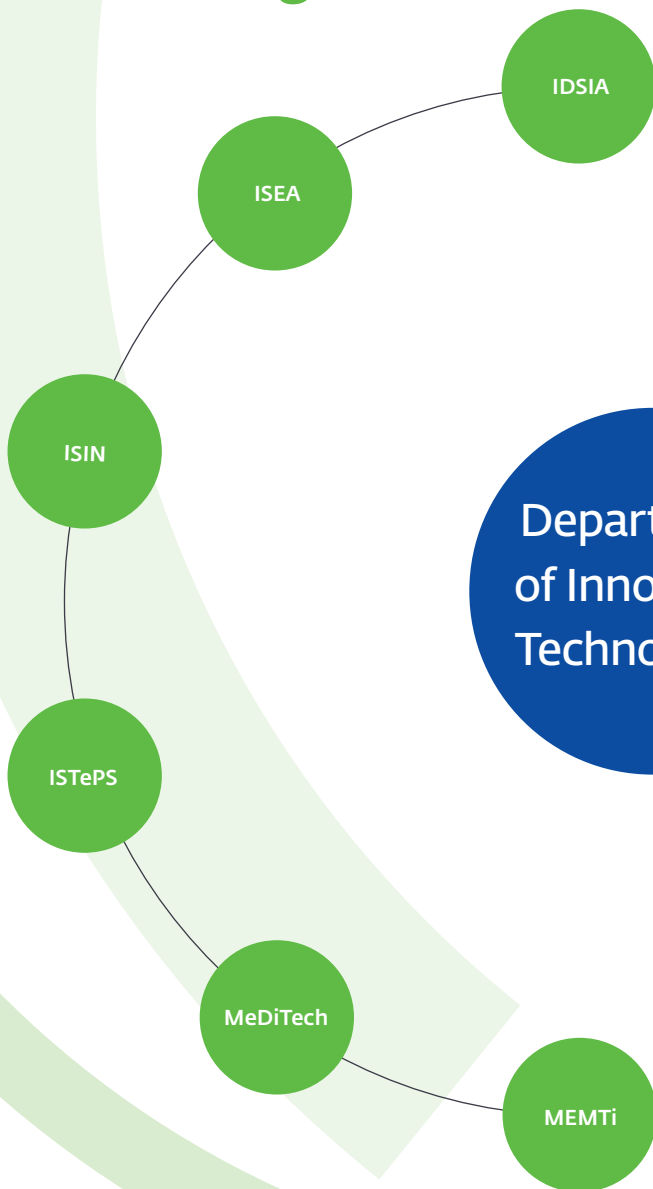 IDSIA
ISEA
ISIN
Depart
of Inno
Techno
ISTePS
MeDiTech
MEMTi